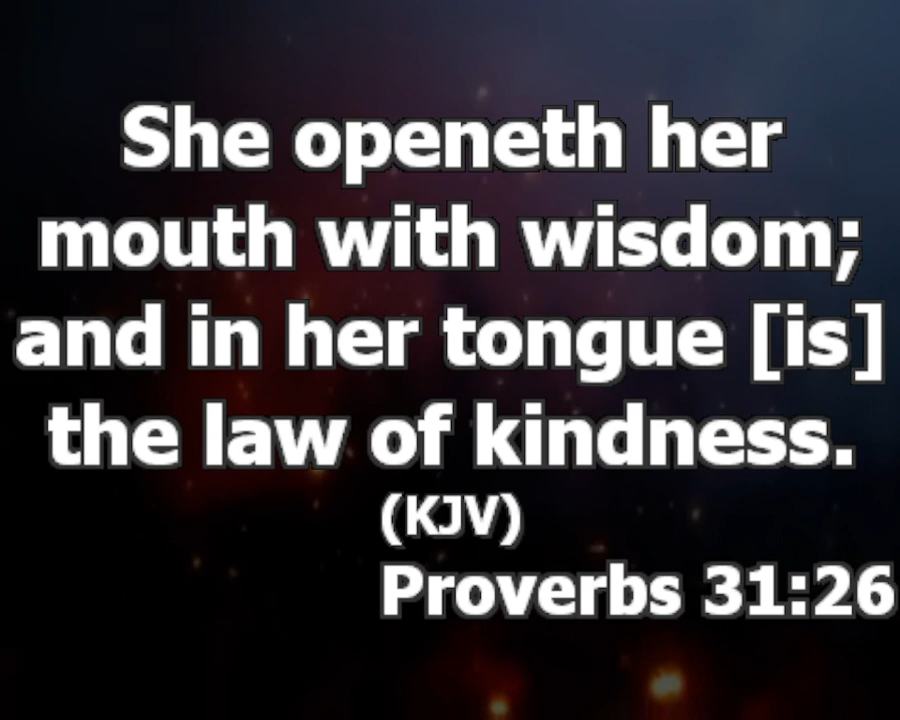 She openeth her
mouth with wisdom;
and in her tongue [is]
the law of kindness.
(KJV)
Proverbs 31:26